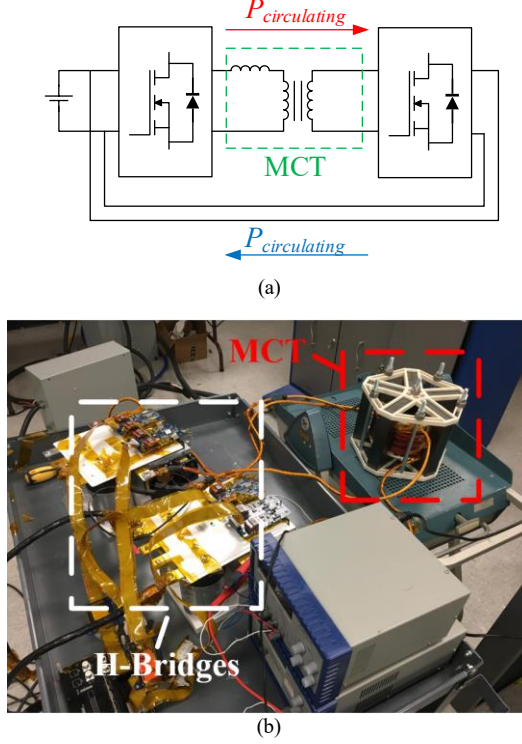 P_circulating
MCT
P_circulating
(a)
MCT
H-Bridges
(b)